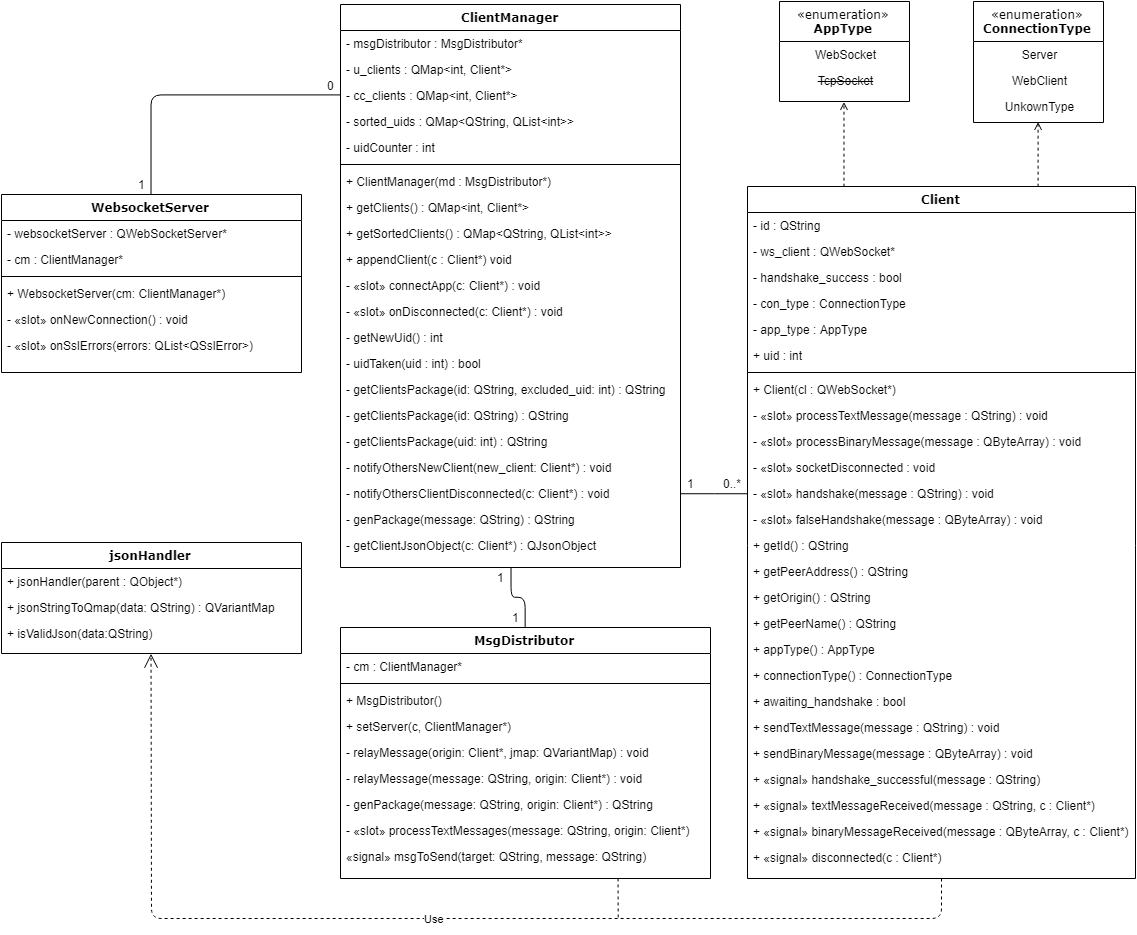 ClientManager
- msgDistributor : MsgDistributor*
- u_clients : QMap<int, Client*>
- cc_clients : QMap<int, Client*>
- sorted_uids : QMap<QString, QList<int>>
- uidCounter : int
+ ClientManager(md : MsgDistributor*)
+ getClients() : QMap<int, Client*>
+ getSortedClients() : QMap<QString, QList<int>>
+ appendClient(c : Client*) void
- «slot» connectApp(c: Client*) : void
- «slot» onDisconnected(c: Client*) : void
- getNewUid() : int
- uidTaken(uid : int) : bool
- getClientsPackage(id: QString, excluded_uid: int) : QString
- getClientsPackage(id: QString) : QString
- getClientsPackage(uid: int) : QString
- notifyOthersNewClient(new_client: Client*) : void
- notifyOthersClientDisconnected(c: Client*) : void
- genPackage(message: QString) : QString
- getClientJsonObject(c: Client*) : QJsonObject
«enumeration»
AppType
WebSocket
TcpSocket
«enumeration»
ConnectionType
Server
WebClient
UnkownType
0
1
WebsocketServer
- websocketServer : QWebSocketServer*
- cm : ClientManager*
+ WebsocketServer(cm: ClientManager*)
- «slot» onNewConnection() : void
- «slot» onSslErrors(errors: QList<QSslError>)
Client
- id : QString
- ws_client : QWebSocket*
- handshake_success : bool
- con_type : ConnectionType
- app_type : AppType
+ uid : int
+ Client(cl : QWebSocket*)
- «slot» processTextMessage(message : QString) : void
- «slot» processBinaryMessage(message : QByteArray) : void
- «slot» socketDisconnected : void
- «slot» handshake(message : QString) : void
- «slot» falseHandshake(message : QByteArray) : void
+ getId() : QString
+ getPeerAddress() : QString
+ getOrigin() : QString
+ getPeerName() : QString
+ appType() : AppType
+ connectionType() : ConnectionType
+ awaiting_handshake : bool
+ sendTextMessage(message : QString) : void
+ sendBinaryMessage(message : QByteArray) : void
+ «signal» handshake_successful(message : QString)
+ «signal» textMessageReceived(message : QString, c : Client*)
+ «signal» binaryMessageReceived(message : QByteArray, c : Client*)
+ «signal» disconnected(c : Client*)
1
0..*
jsonHandler
+ jsonHandler(parent : QObject*)
+ jsonStringToQmap(data: QString) : QVariantMap
+ isValidJson(data:QString)
1
1
MsgDistributor
- cm : ClientManager*
+ MsgDistributor()
+ setServer(c, ClientManager*)
- relayMessage(origin: Client*, jmap: QVariantMap) : void
- relayMessage(message: QString, origin: Client*) : void
- genPackage(message: QString, origin: Client*) : QString
- «slot» processTextMessages(message: QString, origin: Client*)
«signal» msgToSend(target: QString, message: QString)
Use